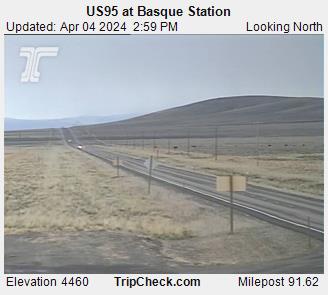 US95 at Basque Station
Updated: Apr 04 2024 2:59 PM Looking North
Elevation 4460 TripCheck.com Milepost 91.62